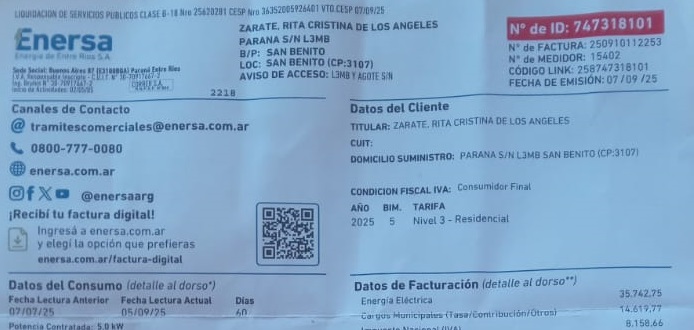 LIQUIDACION DE SERVICIOS PUBLICOS CLASE B-18 Nro 25620281 CESP Nro 36352005926401 VTO.CESP 07/09/25
Enersa
Energía de Entre Ríos S.A.
ZARATE, RITA CRISTINA DE LOS ANGELES
PARANA S/N L3MB
B/P: SAN BENITO
LOC: SAN BENITO (CP:3107)
AVISO DE ACCESO: L3MB Y AGOTE S/N
2218
N° de ID: 747318101
N° de FACTURA: 250910112253
N° de MEDIDOR: 15402
CÓDIGO LINK: 258747318101
FECHA DE EMISIÓN: 07/09/25
Canales de Contacto
tramitescomerciales@enersa.com.ar
0800-777-0080
enersa.com.ar
@enersaarg
¡Recibí tu factura digital!
Ingresá a enersa.com.ar
y elegí la opción que prefieras
enersa.com.ar/factura-digital
Datos del Cliente
TITULAR: ZARATE, RITA CRISTINA DE LOS ANGELES
CUIT:
DOMICILIO SUMINISTRO: PARANA S/N L3MB SAN BENITO (CP:3107)
CONDICION FISCAL IVA: Consumidor Final
AÑO BIM. TARIFA
2025 5 Nivel 3 - Residencial
Datos del Consumo (detalle al dorso*)
Fecha Lectura Anterior Fecha Lectura Actual Días
07/07/25 05/09/25 60
Potencia Contratada: 5.0 kW
Datos de Facturación (detalle al dorso**)
Energía Eléctrica 35.742,75
Cargos Municipales (Tasa/Contribución/Otros) 14.619,77
8.158,66